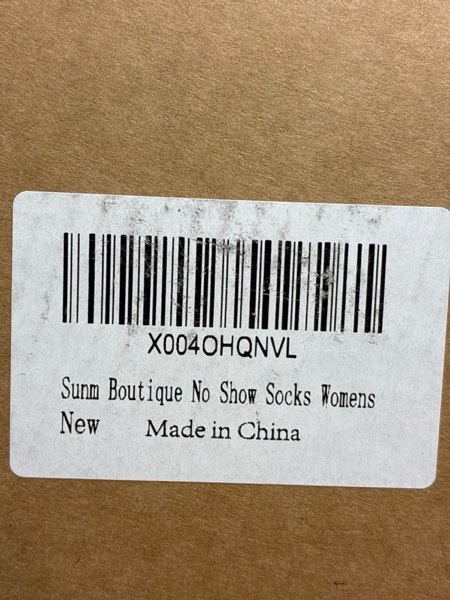 X004OHQNVL
Sunm Boutique No Show Socks Womens
New Made in China